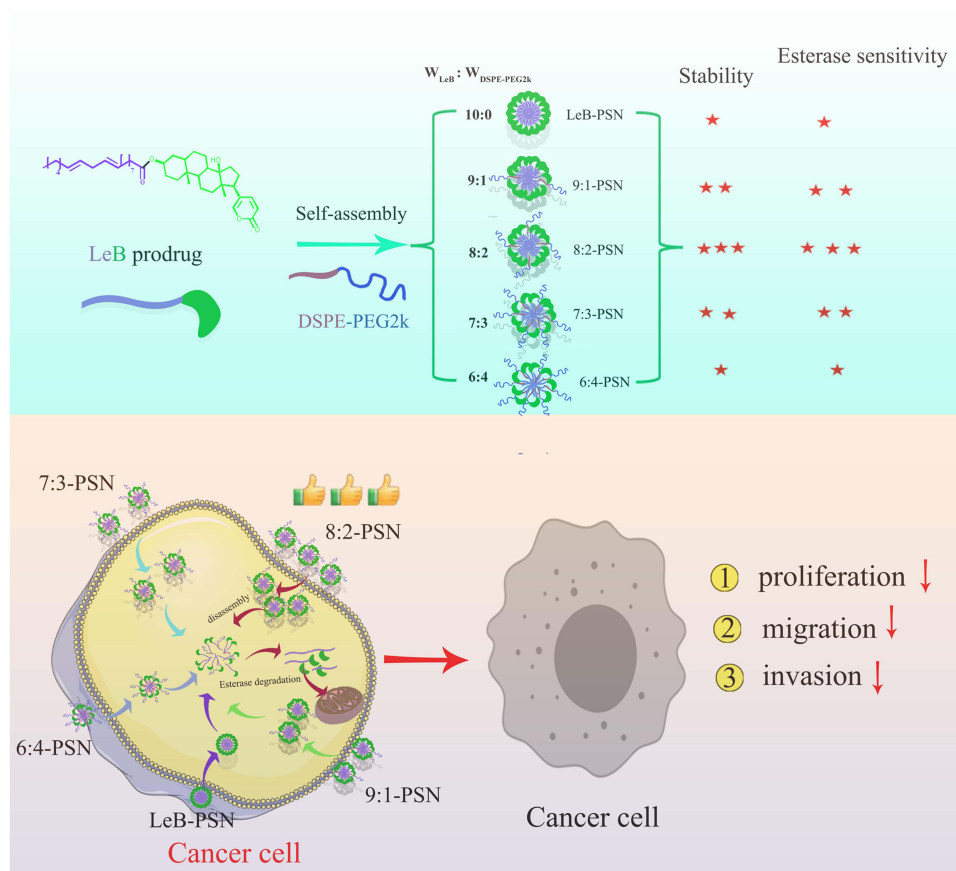 W_LeB : W_DSPE-PEG2k
Stability
Esterase sensitivity
10:0
LeB-PSN
HO
O
O
7
O
O
9:1
9:1-PSN
Self-assembly
LeB prodrug
8:2
8:2-PSN
DSPE-PEG2k
7:3
7:3-PSN
6:4
6:4-PSN
7:3-PSN
8:2-PSN
disassembly
Esterase degradation
6:4-PSN
9:1-PSN
LeB-PSN
Cancer cell
Cancer cell
1 proliferation ↓
2 migration ↓
3 invasion ↓